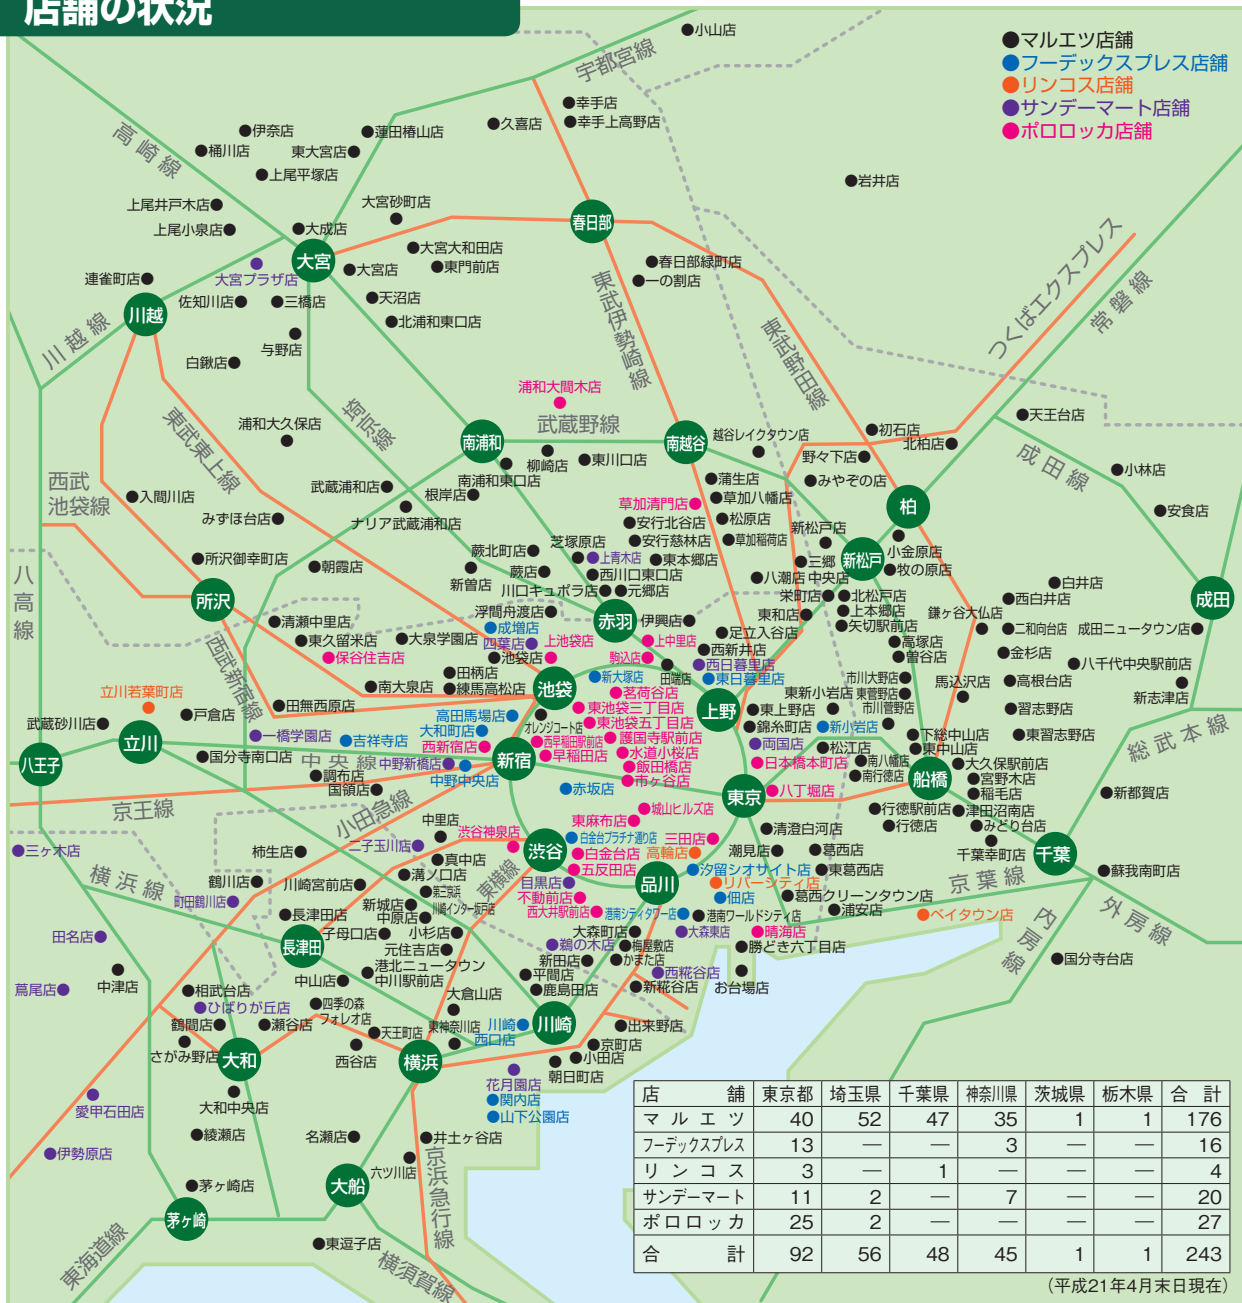 店舗の状況
●マルエツ店舗
●フーデックスプレス店舗
●リンコス店舗
●サンデーマート店舗
●ポロロッカ店舗
小山店
宇都宮線
幸手店
幸手上高野店
久喜店
蓮田椿山店
伊奈店
桶川店
東大宮店
上尾平塚店
高崎線
岩井店
上尾井戸木店
上尾小泉店
大宮砂町店
大成店
春日部
大宮
大宮大和田店
大宮店
東門前店
大宮プラザ店
春日部緑町店
一の割店
連雀町店
佐知川店
三橋店
天沼店
北浦和東口店
川越
川越線
与野店
白鍬店
東武伊勢崎線
東武野田線
つくばエクスプレス
常磐線
浦和大間木店
武蔵野線
埼京線
東武東上線
浦和大久保店
南浦和
南越谷
越谷レイクタウン店
初石店
北柏店
天王台店
成田線
小林店
安食店
野々下店
みやぞの店
柳崎店
東川口店
南浦和東口店
蒲生店
草加八幡店
草加清門店
松原店
草加稲荷店
西武
池袋線
入間川店
武蔵浦和店
根岸店
ナリア武蔵浦和店
みずほ台店
安行北谷店
安行慈林店
新松戸店
柏
所沢御幸町店
朝霞店
蕨北町店
芝塚原店
上青木店
東本郷店
三郷
中央店
新松戸
小金原店
牧の原店
八高線
新曽店
蕨店
西川口東口店
川口キュポラ店
元郷店
八潮店
栄町店
北松戸店
上本郷店
矢切駅前店
白井店
西白井店
成田
所沢
清瀬中里店
浮間舟渡店
赤羽
伊興店
東和店
足立入谷店
鎌ヶ谷大仏店
二和向台店
成田ニュータウン店
東久留米店
大泉学園店
成増店
四葉店
上池袋店
上中里店
西新井店
高塚店
曽谷店
金杉店
八千代中央駅前店
保谷住吉店
池袋店
駒込店
田端店
西日暮里店
東日暮里店
新大塚店
田柄店
練馬高松店
南大泉店
池袋
茗荷谷店
東池袋三丁目店
東池袋五丁目店
上野
東新小岩店
東上野店
市川大野店
東菅野店
市川菅野店
馬込沢店
高根台店
習志野店
新志津店
立川若葉町店
戸倉店
西武新宿線
田無西原店
高田馬場店
大和町店
オレンジコート店
護国寺駅前店
錦糸町店
新小岩店
下総中山店
東中山店
東習志野店
総武本線
武蔵砂川店
立川
一橋学園店
吉祥寺店
西新宿店
西早稲田駅前店
早稲田店
水道小桜店
両国店
松江店
八王子
国分寺南口店
中央線
中野新橋店
中野中央店
新宿
飯田橋店
市ヶ谷店
日本橋本町店
南八幡店
南行徳店
船橋
大久保駅前店
宮野木店
稲毛店
新都賀店
調布店
国領店
京王線
小田急線
赤坂店
東京
八丁堀店
行徳駅前店
行徳店
津田沼南店
みどり台店
城山ヒルズ店
東麻布店
中里店
渋谷神泉店
白金台プラチナ通り店
三田店
清澄白河店
千葉幸町店
千葉
三ヶ木店
柿生店
二子玉川店
真中店
渋谷
白金台店
高輪店
潮見店
葛西店
東葛西店
蘇我南町店
横浜線
鶴川店
町田鶴川店
川崎宮前店
溝ノ口店
第三京浜
川崎インター坂戸店
東横線
五反田店
目黒店
不動前店
品川
汐留シオサイト店
リバーシティ店
佃店
葛西クリーンタウン店
浦安店
京葉線
ベイタウン店
内房線
外房線
新城店
中原店
西大井駅前店
港南シティタワー店
港南ワールドシティ店
長津田店
子母口店
小杉店
長津田
元住吉店
大森町店
大森東店
晴海店
勝どき六丁目店
鵜の木店
梅屋敷店
かまた店
新田店
国分寺台店
お台場店
田名店
中津店
鳶尾店
相武台店
ひばりが丘店
中山店
港北ニュータウン
中川駅前店
平間店
鹿島田店
西糀谷店
新糀谷店
四季の森
フォレオ店
大倉山店
鶴間店
瀬谷店
天王町店
東神奈川店
川崎
西口店
川崎
出来野店
京町店
さがみ野店
大和
西谷店
横浜
小田店
朝日町店
花月園店
愛甲石田店
大和中央店
関内店
山下公園店
綾瀬店
名瀬店
井土ヶ谷店
六ツ川店
伊勢原店
京浜急行線
大船
茅ヶ崎店
茅ヶ崎
東逗子店
東海道線
横須賀線
店舗 東京都 埼玉県 千葉県 神奈川県 茨城県 栃木県 合計
マルエツ 40 52 47 35 1 1 176
フーデックスプレス 13 — — 3 — — 16
リンコス 3 — 1 — — — 4
サンデーマート 11 2 — 7 — — 20
ポロロッカ 25 2 — — — — 27
合計 92 56 48 45 1 1 243
(平成21年4月末日現在)